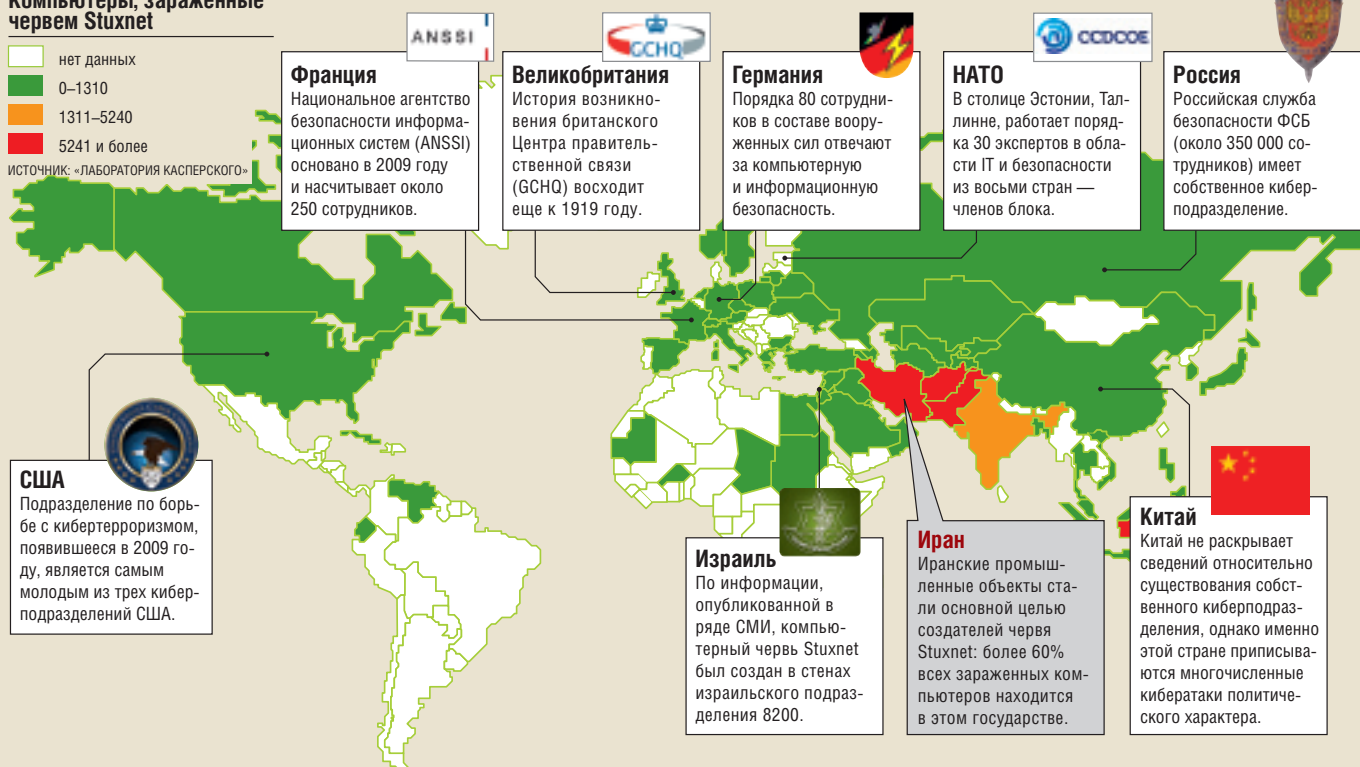 Компьютеры, зараженные
червем Stuxnet
нет данных
0–1310
1311–5240
5241 и более
ИСТОЧНИК: «ЛАБОРАТОРИЯ КАСПЕРСКОГО»
ANSSI
Франция
Национальное агентство
безопасности информа-
ционных систем (ANSSI)
основано в 2009 году
и насчитывает около
250 сотрудников.
GCHQ
Великобритания
История возникно-
вения британского
Центра правитель-
ственной связи
(GCHQ) восходит
еще к 1919 году.
Германия
Порядка 80 сотрудни-
ков в составе воору-
женных сил отвечают
за компьютерную
и информационную
безопасность.
CCDCOE
НАТО
В столице Эстонии, Тал-
линне, работает поряд-
ка 30 экспертов в обла-
сти IT и безопасности
из восьми стран —
членов блока.
Россия
Российская служба
безопасности ФСБ
(около 350 000 со-
трудников) имеет
собственное кибер-
подразделение.
США
Подразделение по борь-
бе с кибертерроризмом,
появившееся в 2009 го-
ду, является самым
молодым из трех кибер-
подразделений США.
Израиль
По информации,
опубликованной в
ряде СМИ, компью-
терный червь Stuxnet
был создан в стенах
израильского подраз-
деления 8200.
Иран
Иранские промыш-
ленные объекты ста-
ли основной целью
создателей червя
Stuxnet: более 60%
всех зараженных ком-
пьютеров находится
в этом государстве.
Китай
Китай не раскрывает
сведений относительно
существования собст-
венного киберподраз-
деления, однако именно
этой стране приписыва-
ются многочисленные
кибератаки политиче-
ского характера.